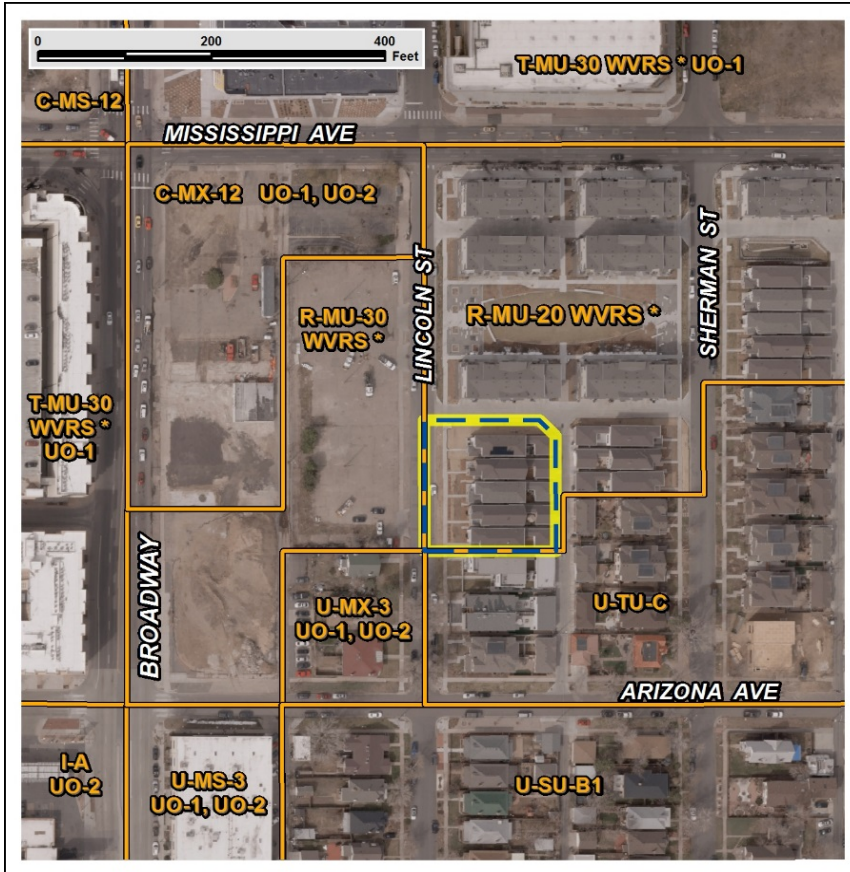 0 200 400
Feet
T-MU-30 WVRS * UO-1
C-MS-12
MISSISSIPPI AVE
C-MX-12 UO-1, UO-2
LINCOLN ST
SHERMAN ST
R-MU-30
WVRS *
R-MU-20 WVRS *
T-MU-30
WVRS *
UO-1
BROADWAY
U-MX-3
UO-1, UO-2
U-TU-C
ARIZONA AVE
I-A
UO-2
U-MS-3
UO-1, UO-2
U-SU-B1